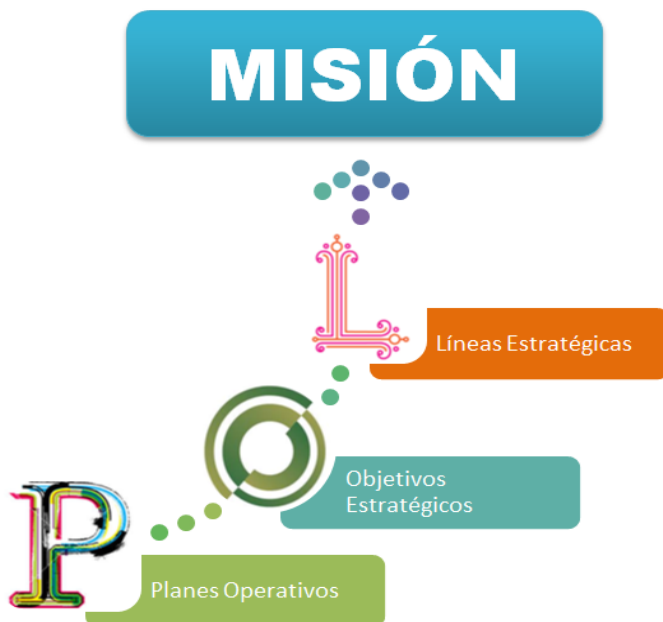 MISIÓN
L
Líneas Estratégicas
O
Objetivos
Estratégicos
P
Planes Operativos